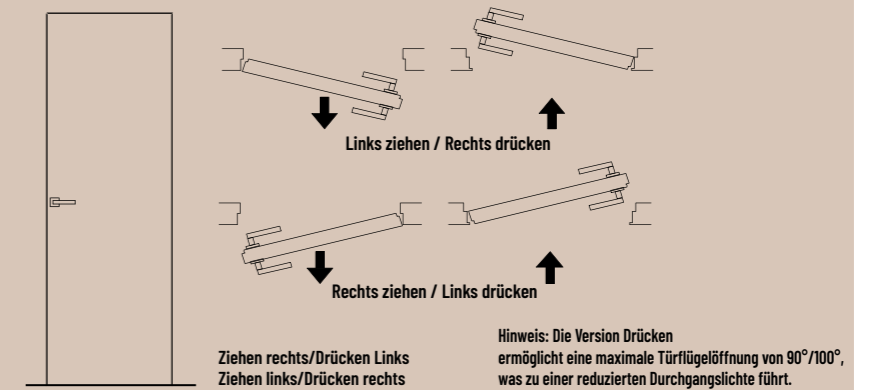 Links ziehen / Rechts drücken
Rechts ziehen / Links drücken
Ziehen rechts/Drücken Links
Ziehen links/Drücken rechts
Hinweis: Die Version Drücken
ermöglicht eine maximale Türflügelöffnung von 90°/100°,
was zu einer reduzierten Durchgangslichte führt.